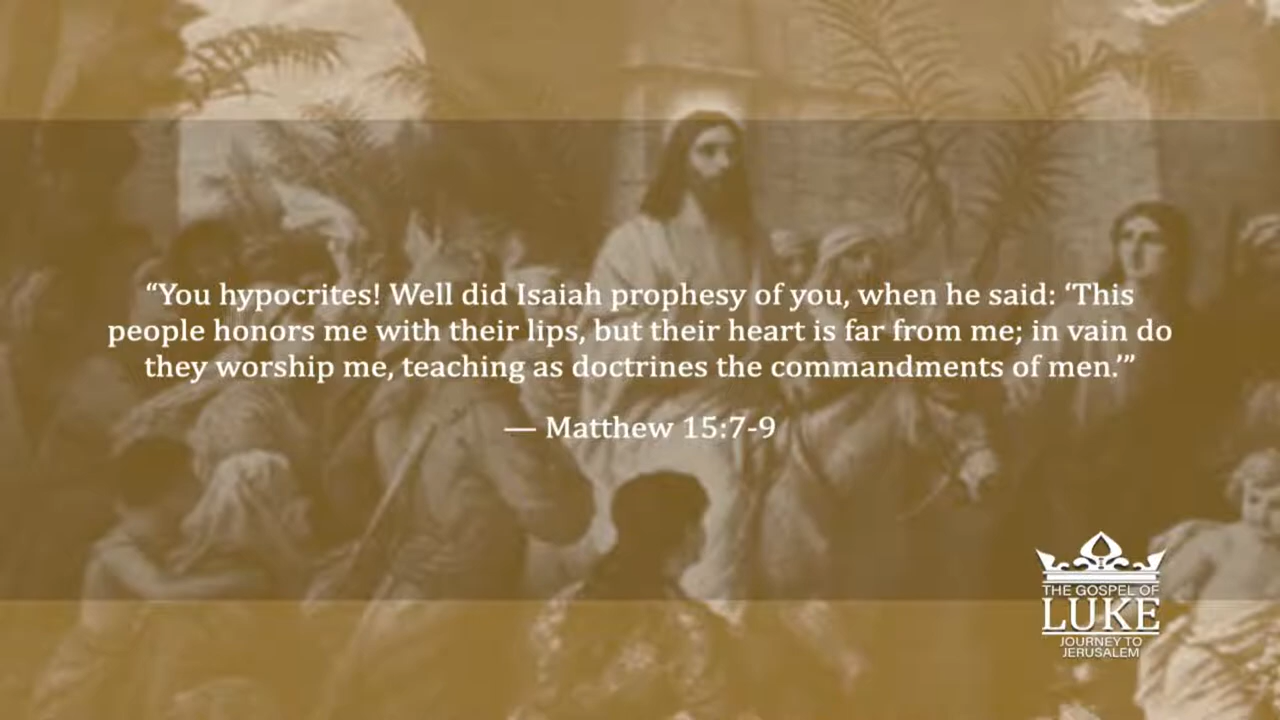 “You hypocrites! Well did Isaiah prophesy of you, when he said: ‘This
people honors me with their lips, but their heart is far from me; in vain do
they worship me, teaching as doctrines the commandments of men.’”
— Matthew 15:7-9
THE GOSPEL OF
LUKE
JOURNEY TO
JERUSALEM